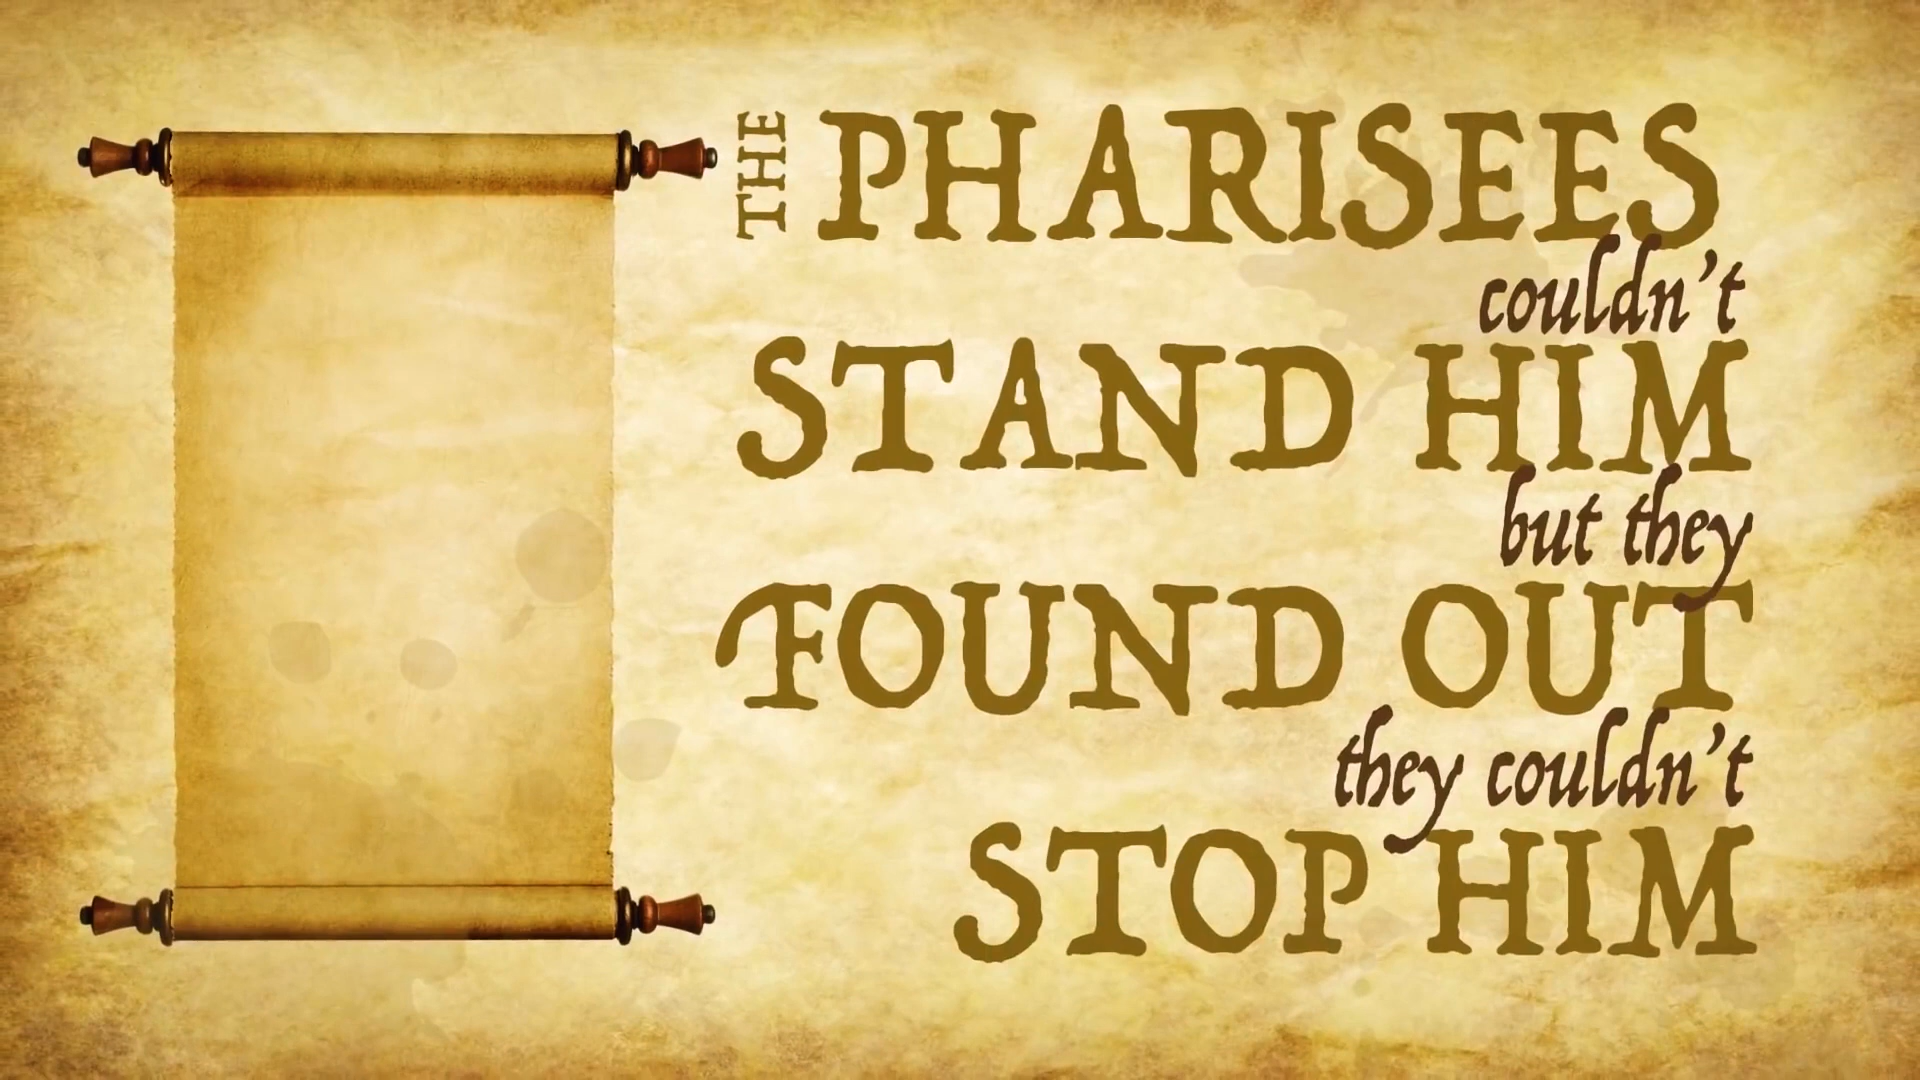 THE PHARISEES
couldn't
STAND HIM
but they
FOUND OUT
they couldn't
STOP HIM